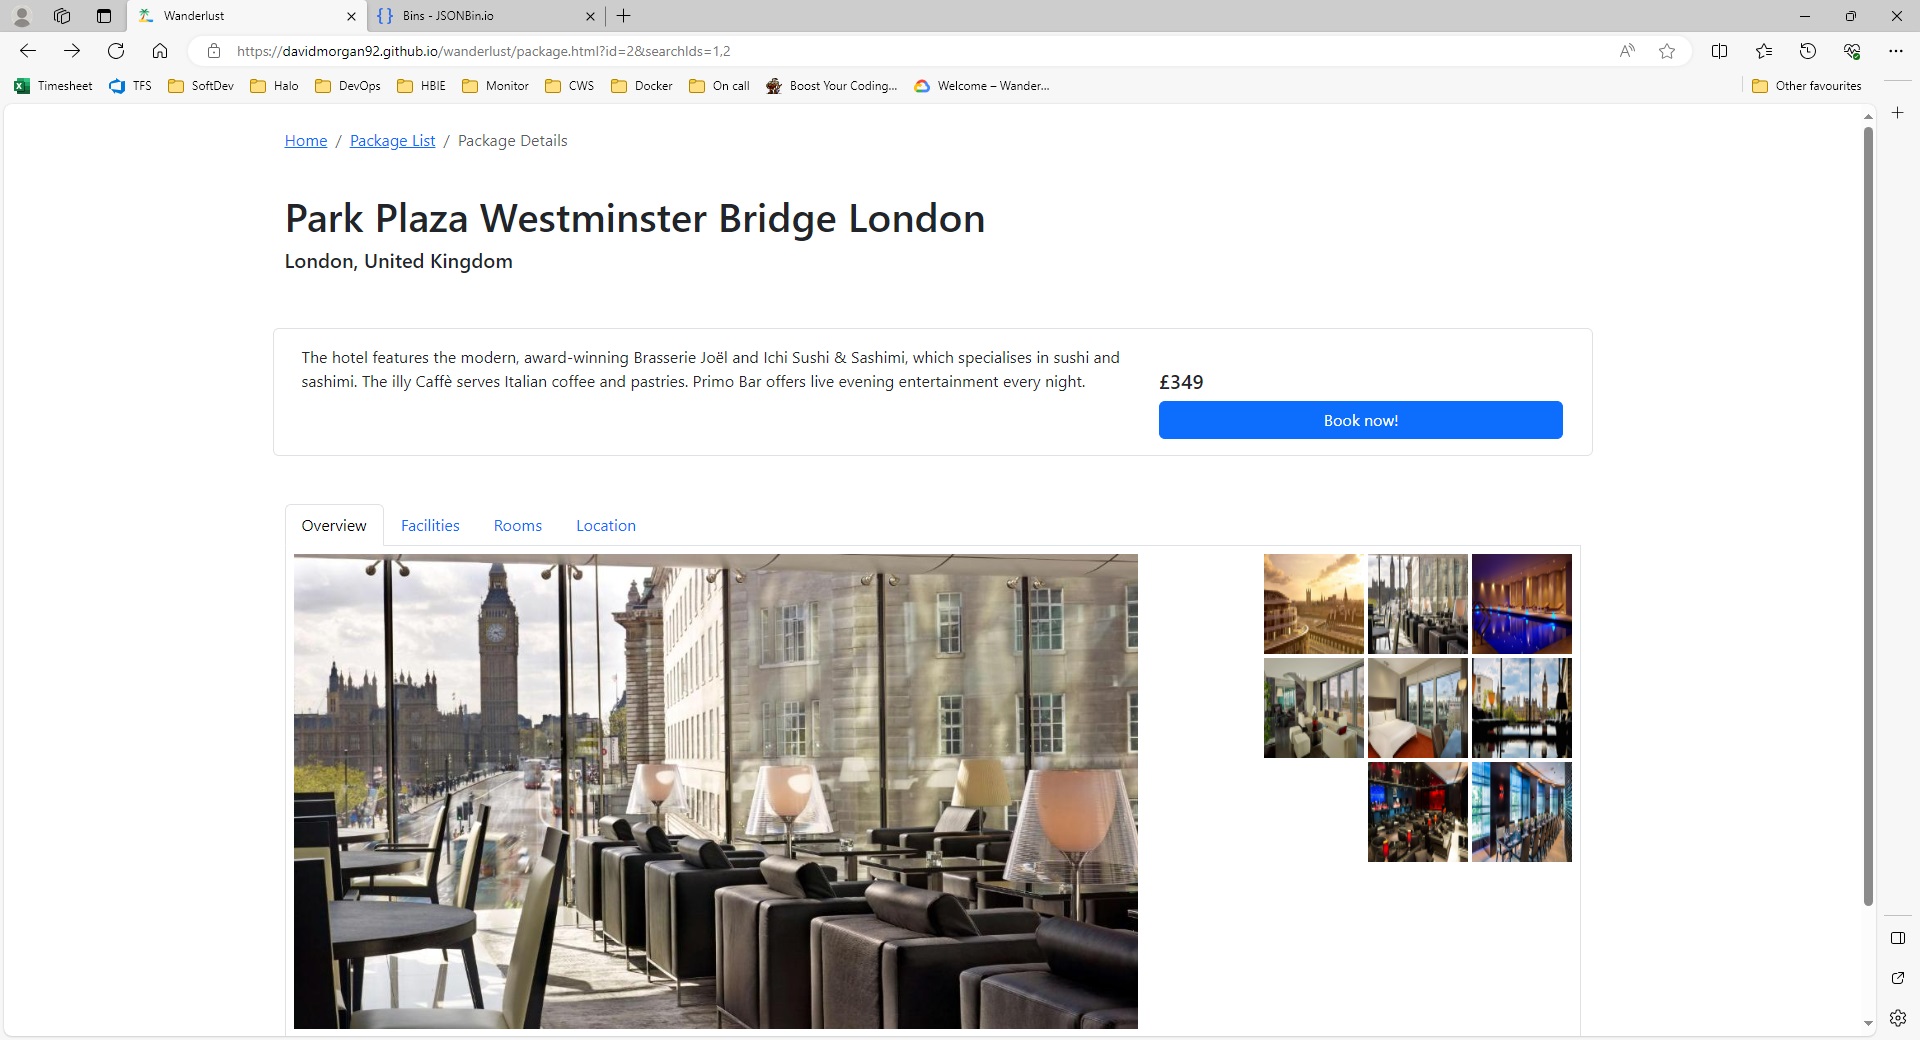 Wanderlust
Bins - JSONBin.io
https://davidmorgan92.github.io/wanderlust/package.html?id=2&searchIds=1,2
Timesheet TFS SoftDev Halo DevOps HBIE Monitor CWS Docker On call Boost Your Coding... Welcome – Wander... Other favourites
Home / Package List / Package Details
Park Plaza Westminster Bridge London
London, United Kingdom
The hotel features the modern, award-winning Brasserie Joël and Ichi Sushi & Sashimi, which specialises in sushi and
sashimi. The illy Caffè serves Italian coffee and pastries. Primo Bar offers live evening entertainment every night.
£349
Book now!
Overview Facilities Rooms Location